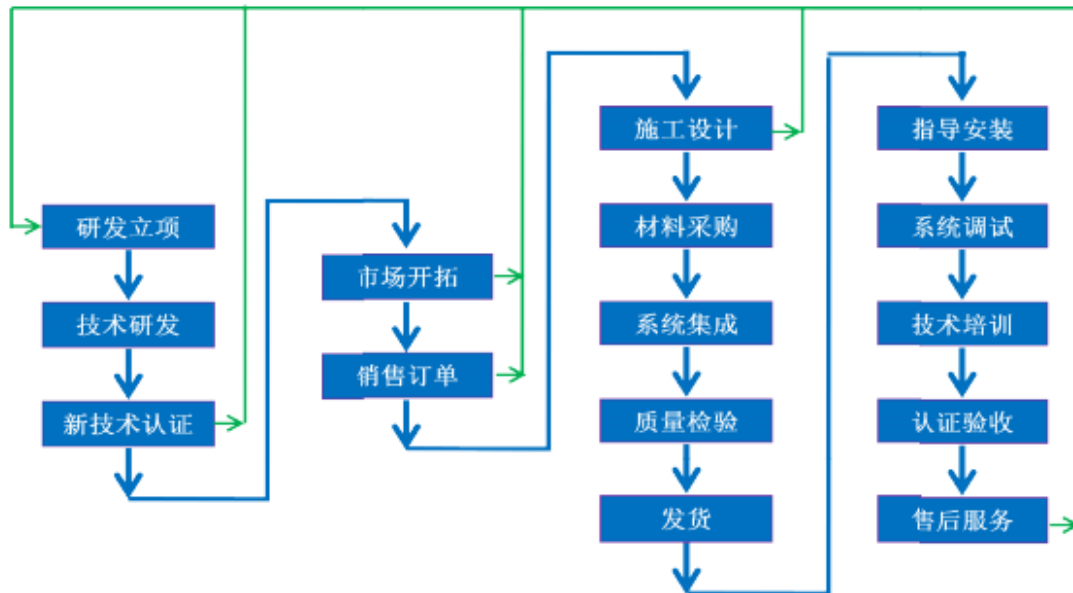 研发立项
技术研发
新技术认证
市场开拓
销售订单
施工设计
材料采购
系统集成
质量检验
发货
指导安装
系统调试
技术培训
认证验收
售后服务